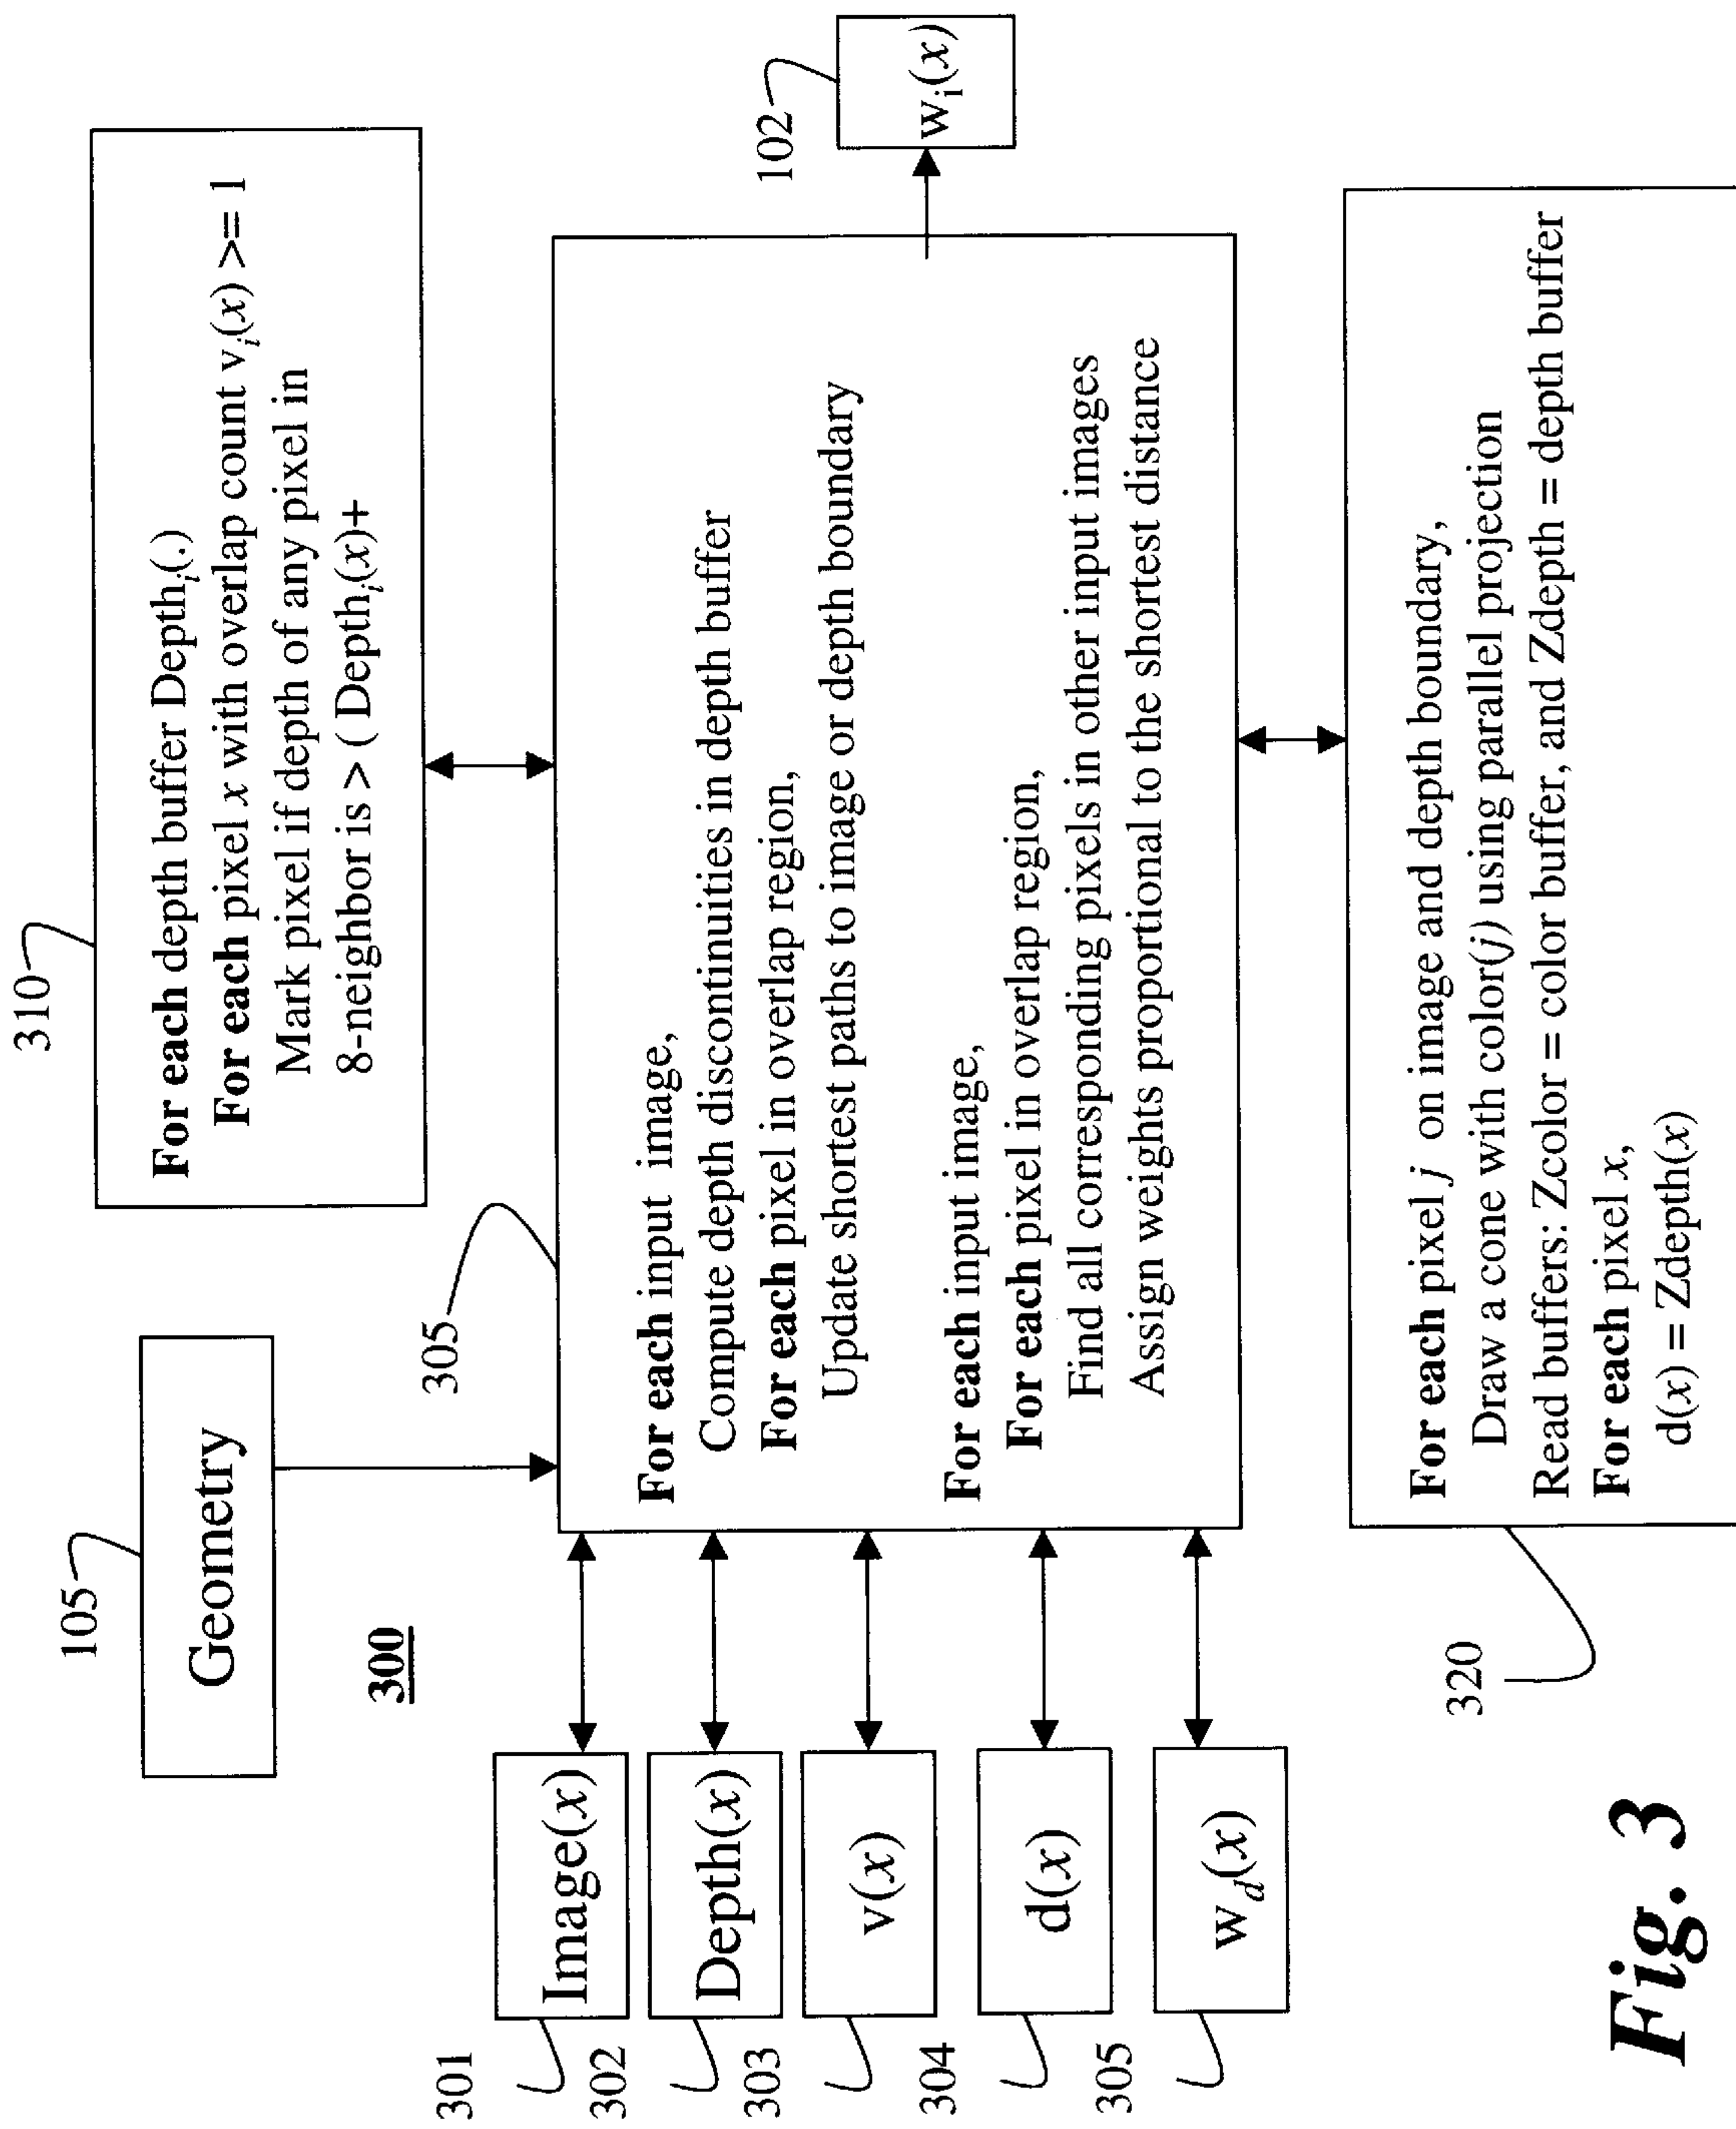 310
For each depth buffer Depthi(.)
For each pixel x with overlap count vi(x) >= 1
Mark pixel if depth of any pixel in
8-neighbor is > ( Depthi(x)+
105
Geometry
300
305
For each input image,
Compute depth discontinuities in depth buffer
For each pixel in overlap region,
Update shortest paths to image or depth boundary
For each input image,
For each pixel in overlap region,
Find all corresponding pixels in other input images
Assign weights proportional to the shortest distance
102
wi(x)
301
Image(x)
302
Depth(x)
303
v(x)
304
d(x)
305
wd(x)
320
For each pixel j on image and depth boundary,
Draw a cone with color(j) using parallel projection
Read buffers: Zcolor = color buffer, and Zdepth = depth buffer
For each pixel x,
d(x) = Zdepth(x)
Fig. 3